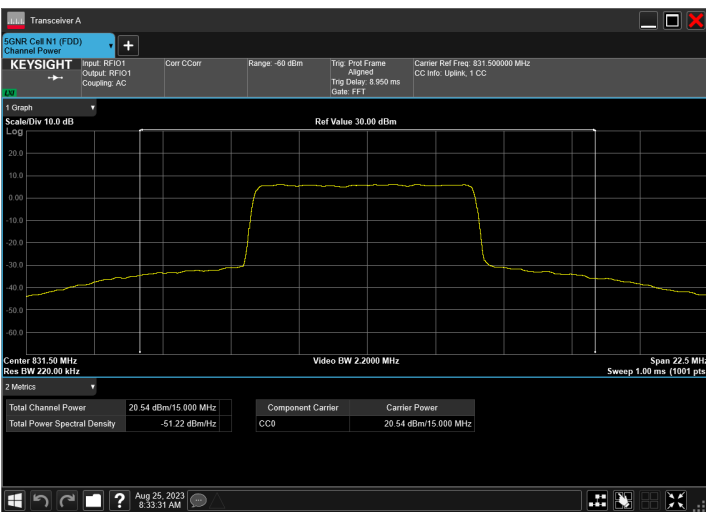 Transceiver A
5GNR Cell N1 (FDD)
Channel Power
KEYSIGHT
Input: RFIO1
Output: RFIO1
Coupling: AC
Corr CCorr
Range: -60 dBm
Trig: Prot Frame
Aligned
Trig Delay: 8.950 ms
Gate: FFT
Carrier Ref Freq: 831.500000 MHz
CC Info: Uplink, 1 CC
1 Graph
Scale/Div 10.0 dB
Ref Value 30.00 dBm
Log
20.0
10.0
0.00
-10.0
-20.0
-30.0
-40.0
-50.0
-60.0
Center 831.50 MHz
Video BW 2.2000 MHz
Span 22.5 MHz
Res BW 220.00 kHz
Sweep 1.00 ms (1001 pts
2 Metrics
Total Channel Power 20.54 dBm/15.000 MHz
Total Power Spectral Density -51.22 dBm/Hz
Component Carrier Carrier Power
CC0 20.54 dBm/15.000 MHz
Aug 25, 2023
8:33:31 AM